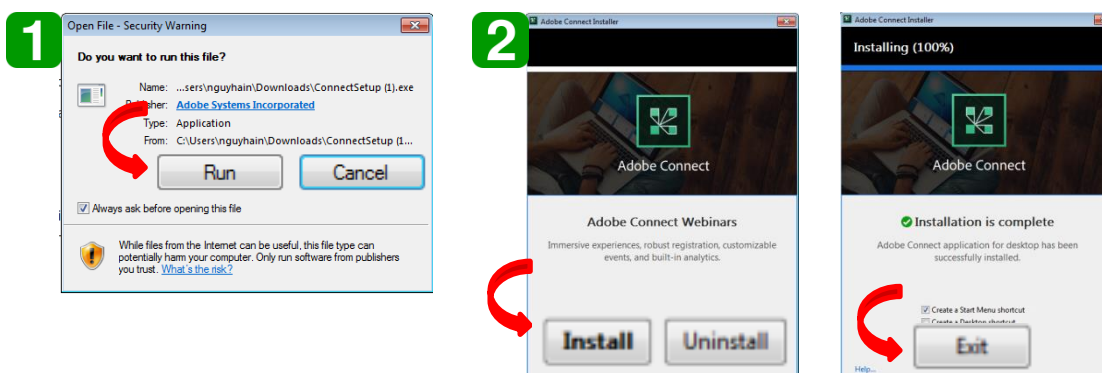 1
Open File - Security Warning
Do you want to run this file?
Name: ...sers\nguyhain\Downloads\ConnectSetup (1).exe
Publisher: Adobe Systems Incorporated
Type: Application
From: C:\Users\nguyhain\Downloads\ConnectSetup (1...
Run Cancel
Always ask before opening this file
While files from the Internet can be useful, this file type can
potentially harm your computer. Only run software from publishers
you trust. What's the risk?
2
Adobe Connect Installer
Adobe Connect
Adobe Connect Webinars
Immersive experiences, robust registration, customizable
events, and built-in analytics.
Install Uninstall
Adobe Connect Installer
Installing (100%)
Adobe Connect
Installation is complete
Adobe Connect application for desktop has been
successfully installed.
Create a Start Menu shortcut
Create a Desktop shortcut
Exit
Help...